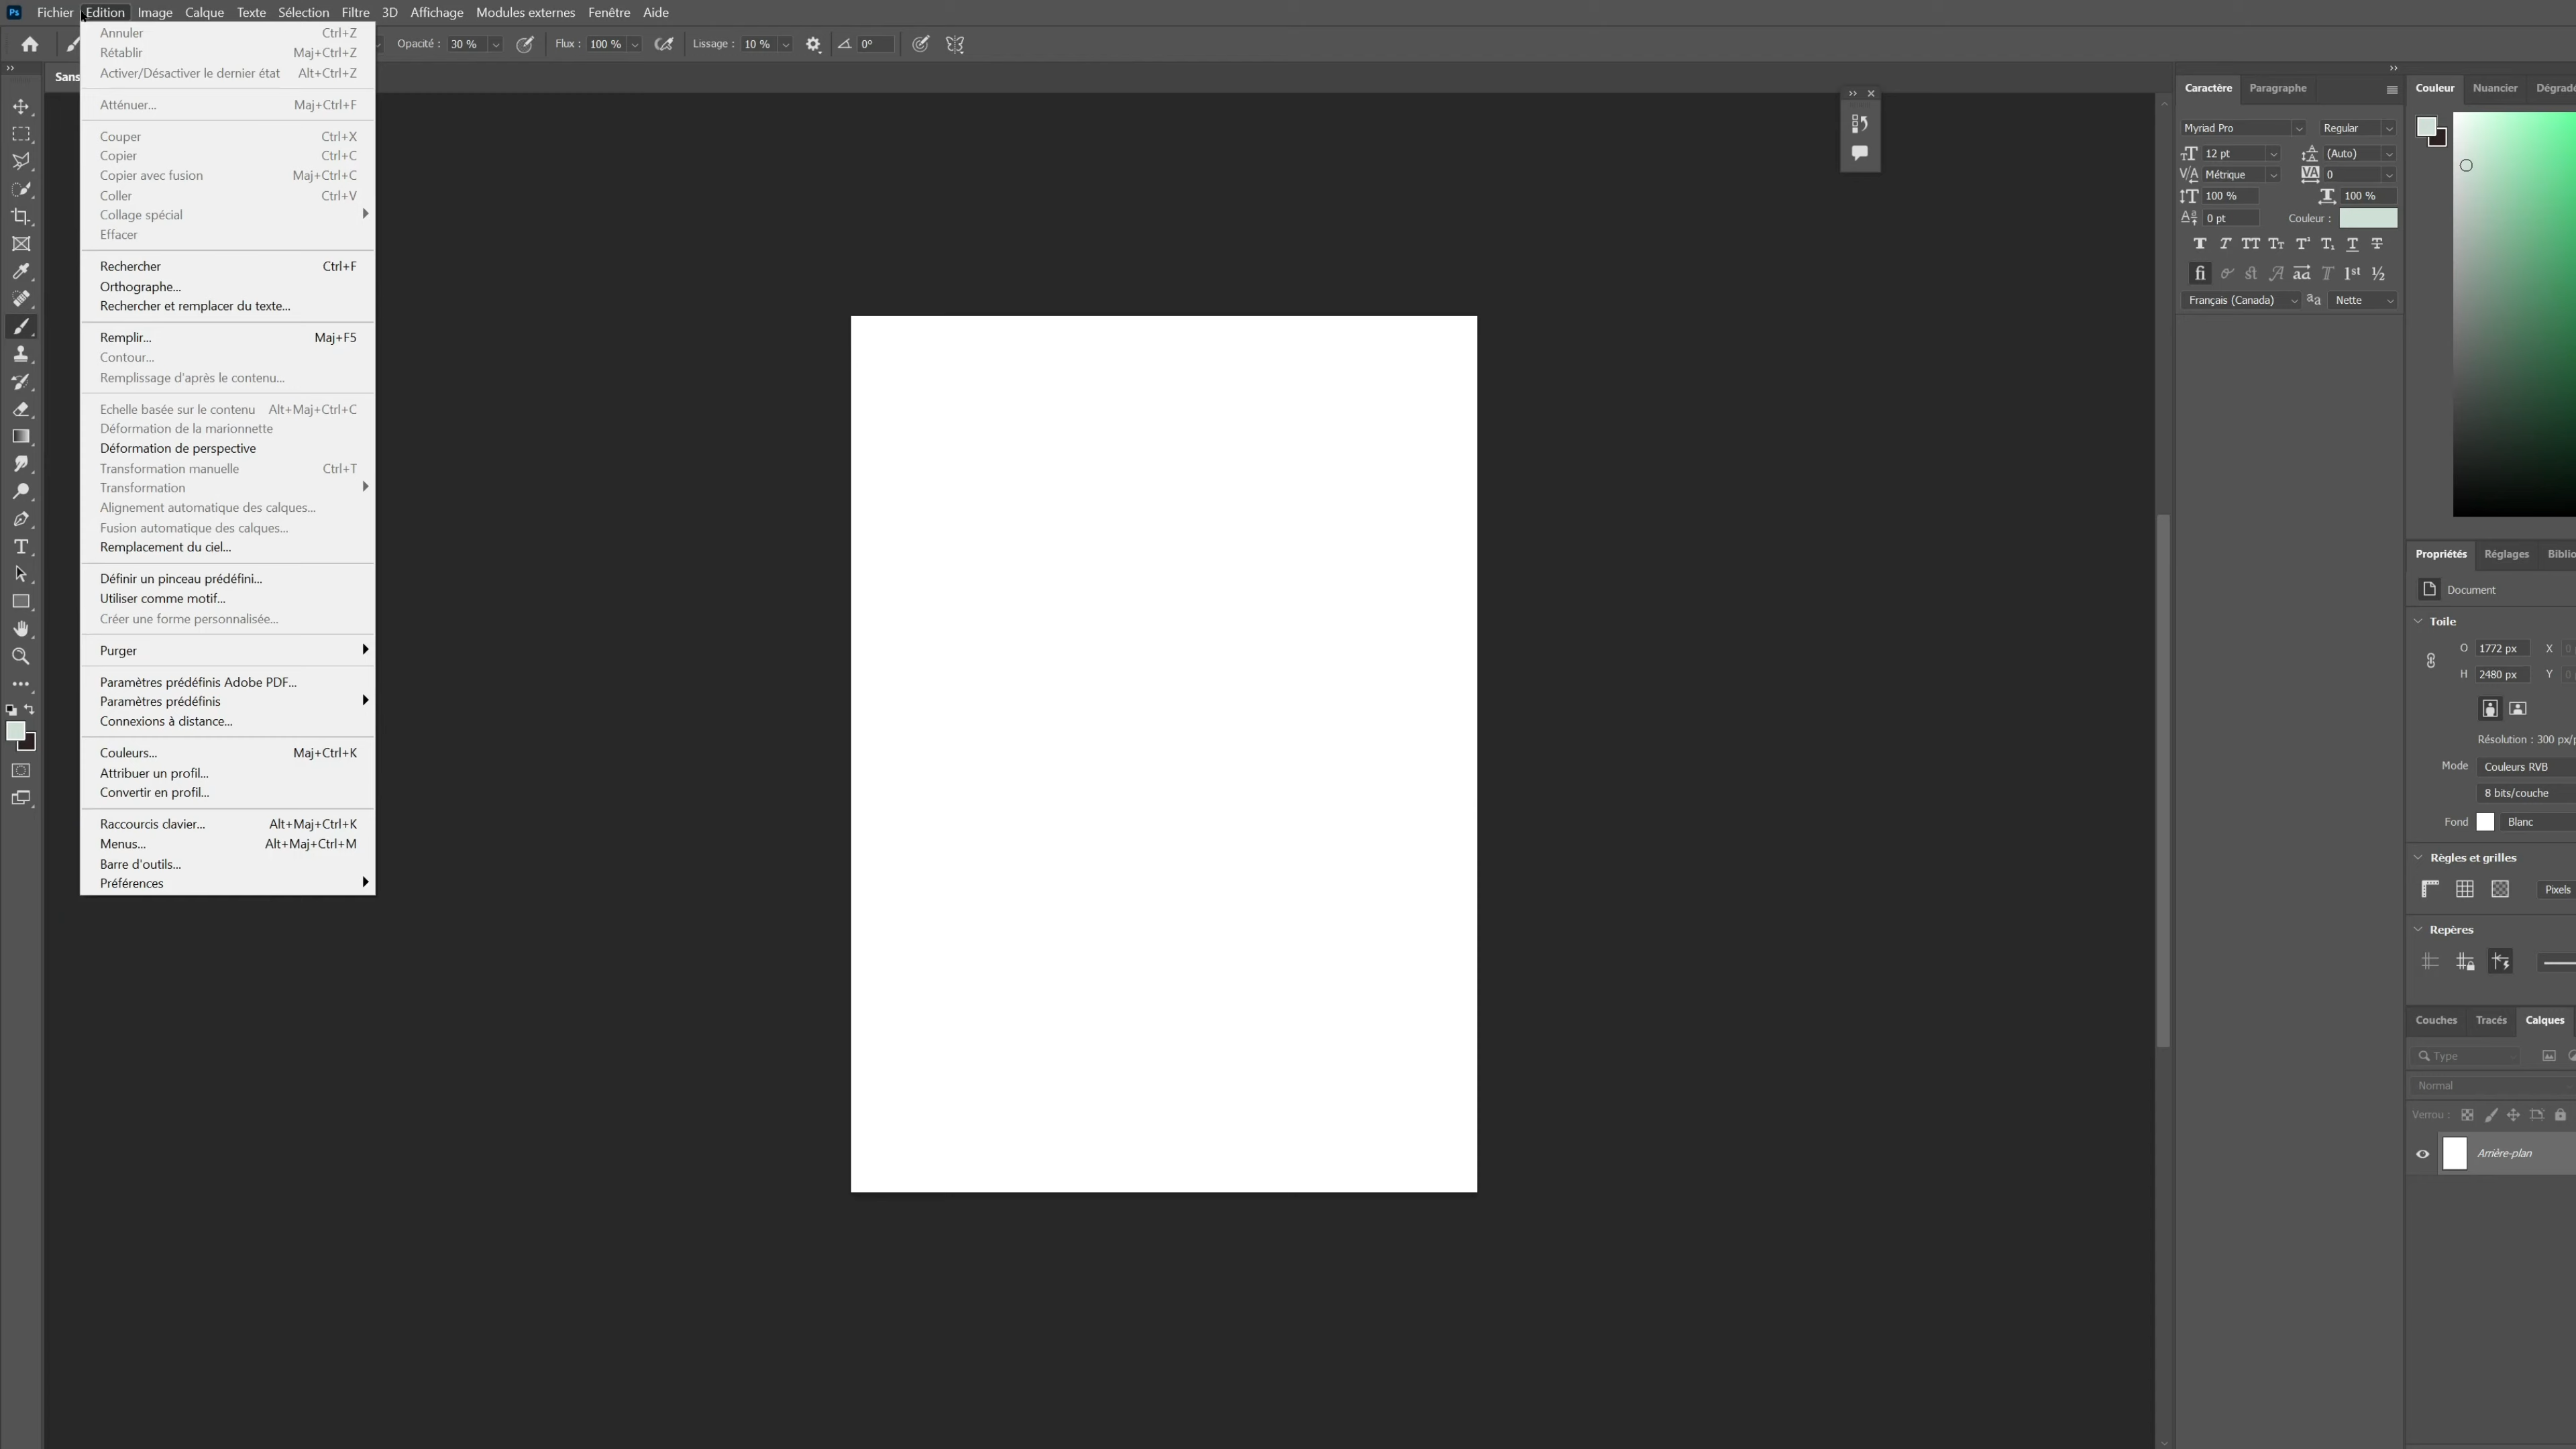 Ps Fichier Edition Image Calque Texte Sélection Filtre 3D Affichage Modules externes Fenêtre Aide
Opacité : 30 % Flux : 100 % Lissage : 10 % 0°
Sans
Annuler Ctrl+Z
Rétablir Maj+Ctrl+Z
Activer/Désactiver le dernier état Alt+Ctrl+Z
Atténuer... Maj+Ctrl+F
Couper Ctrl+X
Copier Ctrl+C
Copier avec fusion Maj+Ctrl+C
Coller Ctrl+V
Collage spécial
Effacer
Rechercher Ctrl+F
Orthographe...
Rechercher et remplacer du texte...
Remplir... Maj+F5
Contour...
Remplissage d'après le contenu...
Echelle basée sur le contenu Alt+Maj+Ctrl+C
Déformation de la marionnette
Déformation de perspective
Transformation manuelle Ctrl+T
Transformation
Alignement automatique des calques...
Fusion automatique des calques...
Remplacement du ciel...
Définir un pinceau prédéfini...
Utiliser comme motif...
Créer une forme personnalisée...
Purger
Paramètres prédéfinis Adobe PDF...
Paramètres prédéfinis
Connexions à distance...
Couleurs... Maj+Ctrl+K
Attribuer un profil...
Convertir en profil...
Raccourcis clavier... Alt+Maj+Ctrl+K
Menus... Alt+Maj+Ctrl+M
Barre d'outils...
Préférences
Caractère Paragraphe
Myriad Pro Regular
12 pt (Auto)
Métrique 0
100 % 100 %
0 pt Couleur :
Français (Canada) Nette
Couleur Nuancier Dégradé
Propriétés Réglages Biblio
Document
Toile
O 1772 px X
H 2480 px Y
Résolution : 300 px/p
Mode Couleurs RVB
8 bits/couche
Fond Blanc
Règles et grilles
Pixels
Repères
Couches Tracés Calques
Type
Normal
Verrou :
Arrière-plan